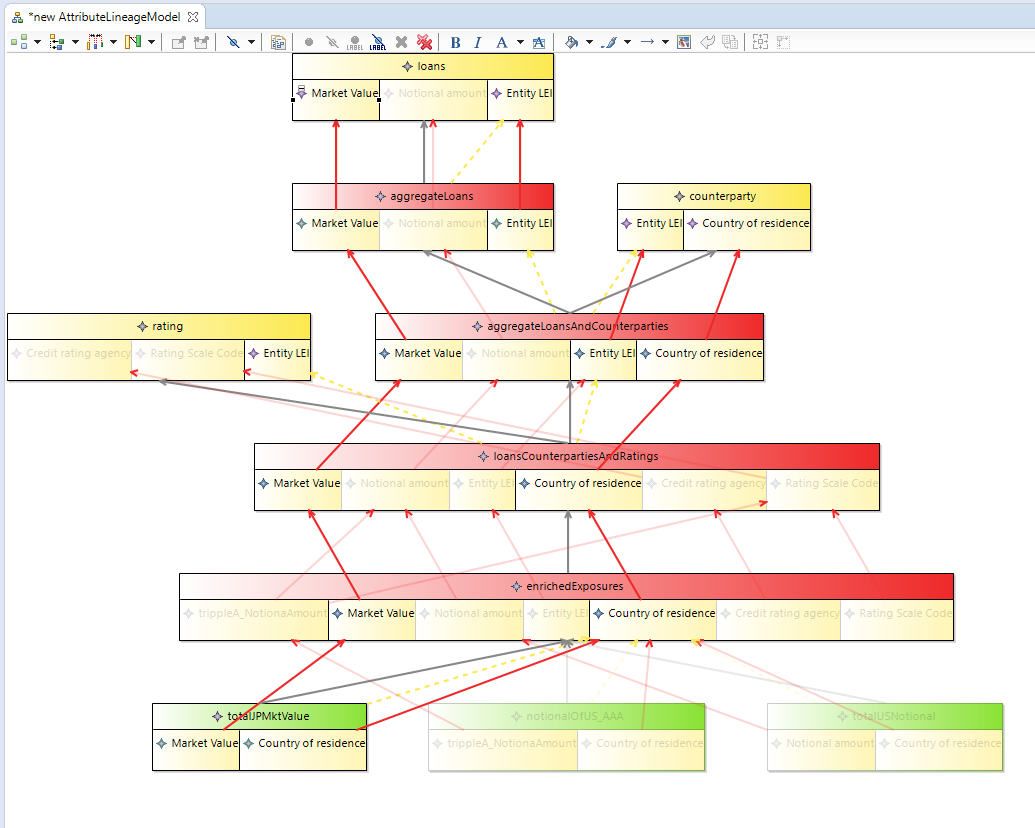 *new AttributeLineageModel
LABEL LABEL B I A A
loans
Market Value Notional amount Entity LEI
aggregateLoans
Market Value Notional amount Entity LEI
counterparty
Entity LEI Country of residence
rating
Credit rating agency Rating Scale Code Entity LEI
aggregateLoansAndCounterparties
Market Value Notional amount Entity LEI Country of residence
loansCounterpartiesAndRatings
Market Value Notional amount Entity LEI Country of residence Credit rating agency Rating Scale Code
enrichedExposures
trippleA_NotionaAmount Market Value Notional amount Entity LEI Country of residence Credit rating agency Rating Scale Code
totalJPMktValue
Market Value Country of residence
notionalOfUS_AAA
trippleA_NotionaAmount Country of residence
totalUSNotional
Notional amount Country of residence